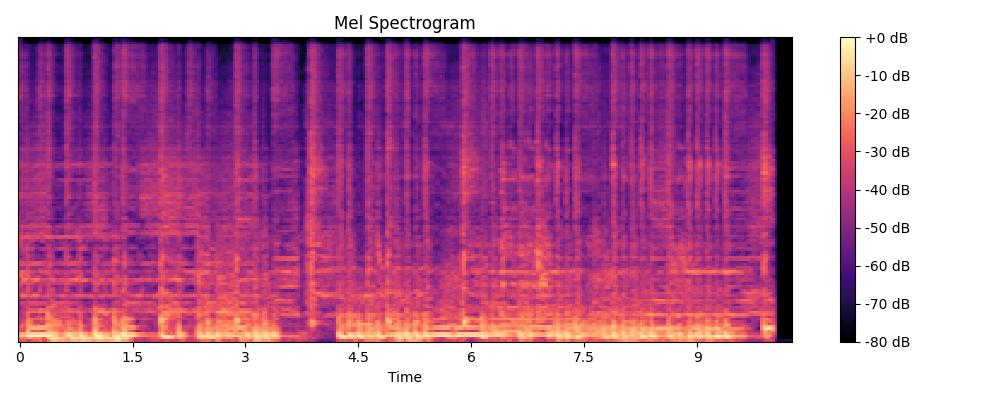 Mel Spectrogram
+0 dB
-10 dB
-20 dB
-30 dB
-40 dB
-50 dB
-60 dB
-70 dB
-80 dB
0 1.5 3 4.5 6 7.5 9
Time